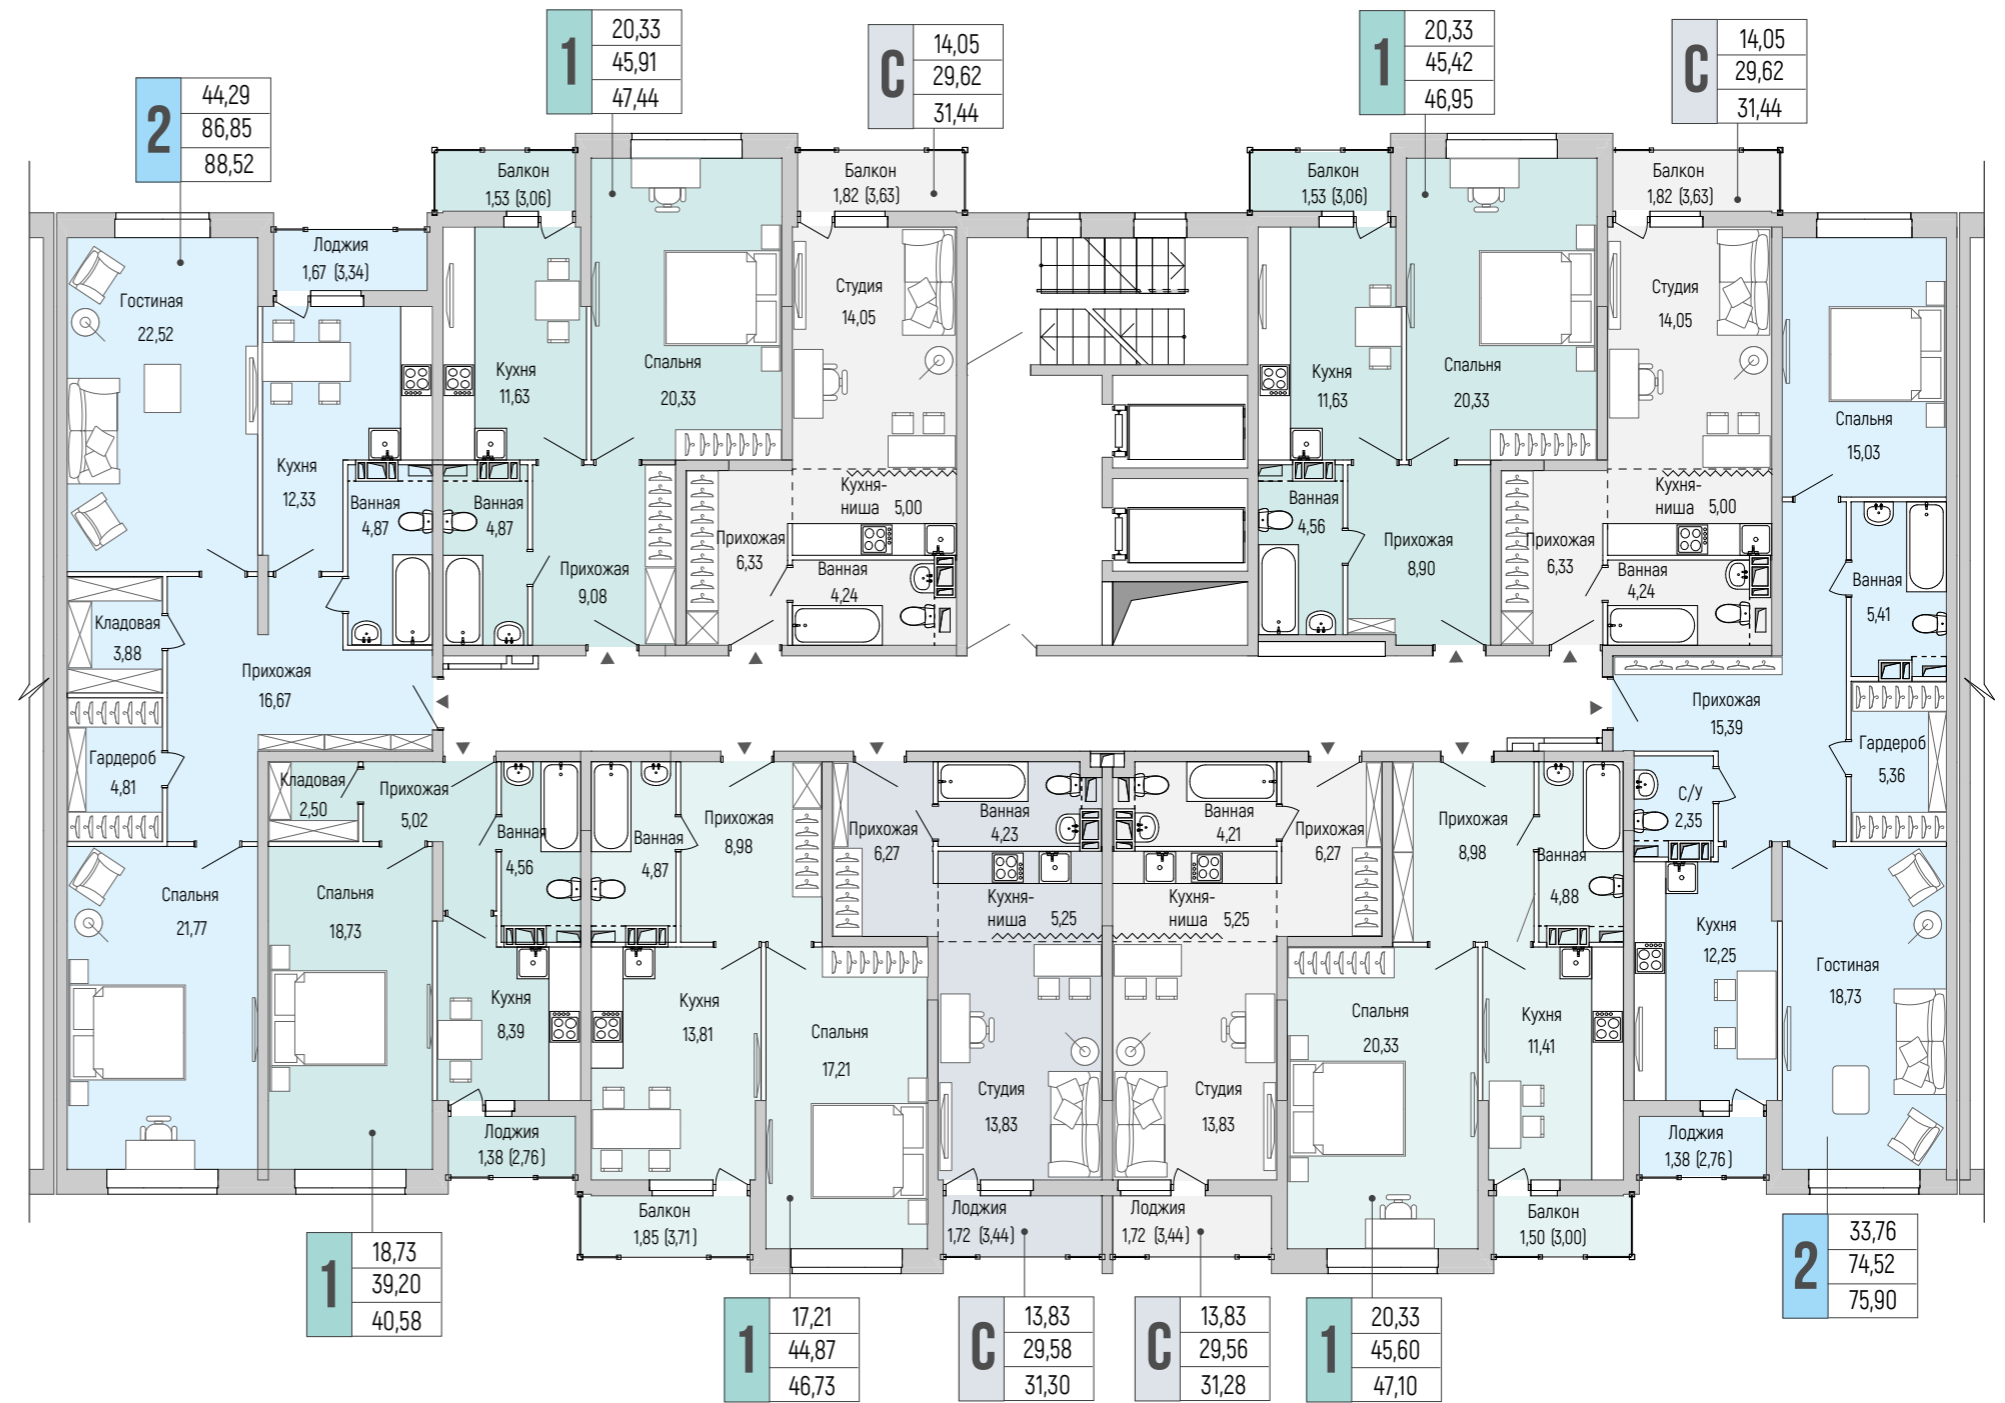 2
44,29
86,85
88,52
1
20,33
45,91
47,44
С
14,05
29,62
31,44
1
20,33
45,42
46,95
С
14,05
29,62
31,44
Гостиная
22,52
Лоджия
1,67 (3,34)
Кухня
12,33
Ванная
4,87
Кладовая
3,88
Прихожая
16,67
Гардероб
4,81
Спальня
21,77
Балкон
1,53 (3,06)
Кухня
11,63
Спальня
20,33
Ванная
4,87
Прихожая
9,08
Балкон
1,82 (3,63)
Студия
14,05
Кухня-
ниша 5,00
Прихожая
6,33
Ванная
4,24
Балкон
1,53 (3,06)
Кухня
11,63
Спальня
20,33
Ванная
4,56
Прихожая
8,90
Балкон
1,82 (3,63)
Студия
14,05
Кухня-
ниша 5,00
Прихожая
6,33
Ванная
4,24
Спальня
15,03
Ванная
5,41
Прихожая
15,39
Гардероб
5,36
С/У
2,35
Кухня
12,25
Гостиная
18,73
Лоджия
1,38 (2,76)
Кладовая
2,50
Прихожая
5,02
Ванная
4,56
Спальня
18,73
Кухня
8,39
Лоджия
1,38 (2,76)
Ванная
4,87
Прихожая
8,98
Кухня
13,81
Спальня
17,21
Балкон
1,85 (3,71)
Прихожая
6,27
Ванная
4,23
Кухня-
ниша 5,25
Студия
13,83
Лоджия
1,72 (3,44)
Ванная
4,21
Прихожая
6,27
Кухня-
ниша 5,25
Студия
13,83
Лоджия
1,72 (3,44)
Прихожая
8,98
Ванная
4,88
Спальня
20,33
Кухня
11,41
Балкон
1,50 (3,00)
1
18,73
39,20
40,58
1
17,21
44,87
46,73
С
13,83
29,58
31,30
С
13,83
29,56
31,28
1
20,33
45,60
47,10
2
33,76
74,52
75,90